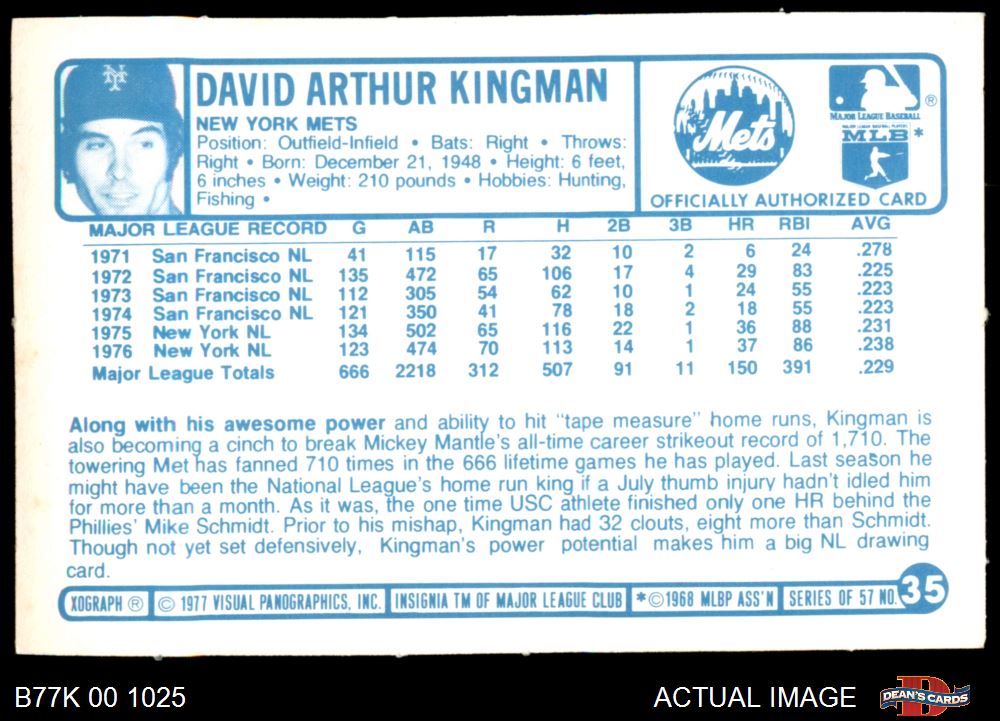 NY
DAVID ARTHUR KINGMAN
NEW YORK METS
Position: Outfield-Infield • Bats: Right • Throws:
Right • Born: December 21, 1948 • Height: 6 feet,
6 inches • Weight: 210 pounds • Hobbies: Hunting,
Fishing •
Mets
® MAJOR LEAGUE BASEBALL
MAJOR LEAGUE BASEBALL PLAYERS
MLB *
OFFICIALLY AUTHORIZED CARD
MAJOR LEAGUE RECORD G AB R H 2B 3B HR RBI AVG
1971 San Francisco NL 41 115 17 32 10 2 6 24 .278
1972 San Francisco NL 135 472 65 106 17 4 29 83 .225
1973 San Francisco NL 112 305 54 62 10 1 24 55 .223
1974 San Francisco NL 121 350 41 78 18 2 18 55 .223
1975 New York NL 134 502 65 116 22 1 36 88 .231
1976 New York NL 123 474 70 113 14 1 37 86 .238
Major League Totals 666 2218 312 507 91 11 150 391 .229
Along with his awesome power and ability to hit "tape measure" home runs, Kingman is
also becoming a cinch to break Mickey Mantle's all-time career strikeout record of 1,710. The
towering Met has fanned 710 times in the 666 lifetime games he has played. Last season he
might have been the National League's home run king if a July thumb injury hadn't idled him
for more than a month. As it was, the one time USC athlete finished only one HR behind the
Phillies' Mike Schmidt. Prior to his mishap, Kingman had 32 clouts, eight more than Schmidt.
Though not yet set defensively, Kingman's power potential makes him a big NL drawing
card.
XOGRAPH ® © 1977 VISUAL PANOGRAPHICS, INC. INSIGNIA TM OF MAJOR LEAGUE CLUB *©1968 MLBP ASS'N SERIES OF 57 NO. 35
B77K 00 1025 ACTUAL IMAGE DEAN'S CARDS